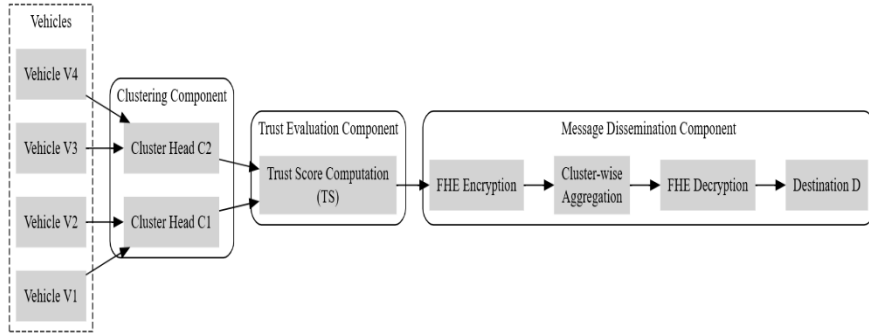 Vehicles
Vehicle V4
Vehicle V3
Vehicle V2
Vehicle V1
Clustering Component
Cluster Head C2
Cluster Head C1
Trust Evaluation Component
Trust Score Computation
(TS)
Message Dissemination Component
FHE Encryption
Cluster-wise
Aggregation
FHE Decryption
Destination D